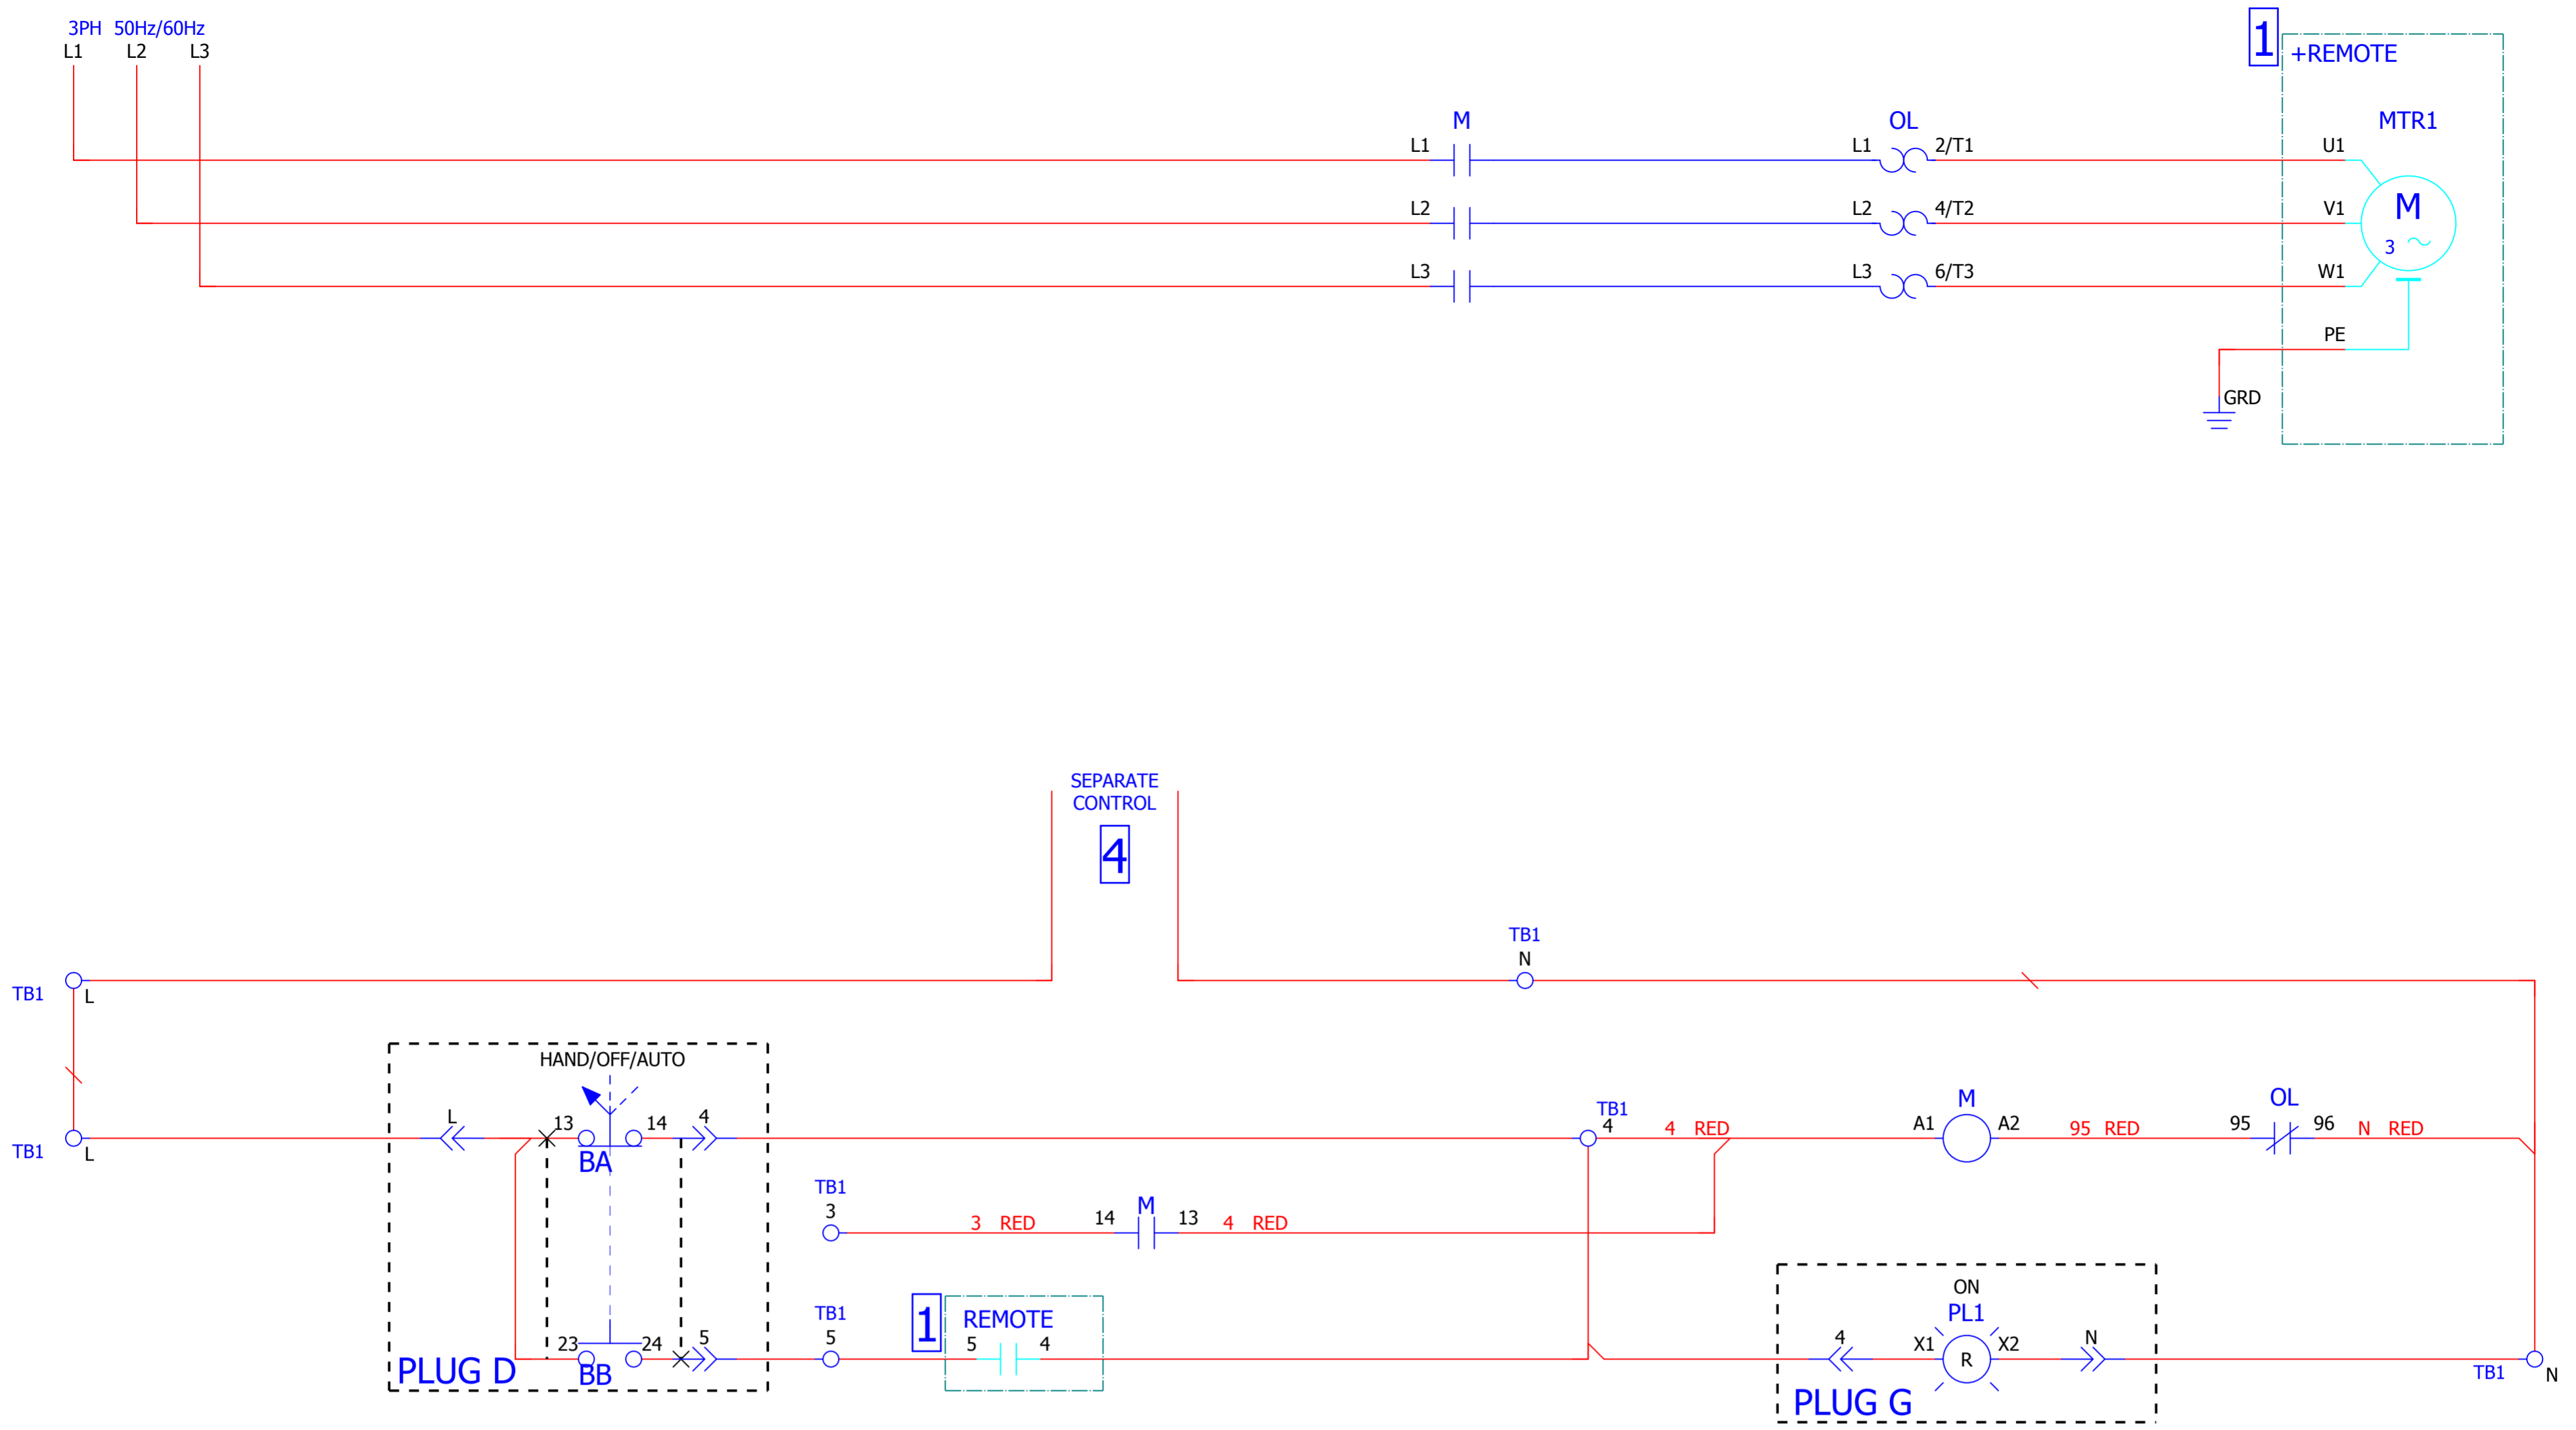 3PH 50Hz/60Hz
L1 L2 L3
1
+REMOTE
M OL MTR1
L1 L1 2/T1 U1
L2 L2 4/T2 V1
M
3
L3 L3 6/T3 W1
PE
GRD
SEPARATE
CONTROL
4
TB1
N
TB1 L
HAND/OFF/AUTO
TB1 L
L 13 14 4
BA
TB1
4
4 RED
M
A1 A2
95 RED
OL
95 96
N RED
TB1
3
3 RED
M
14 13
4 RED
TB1
5
1
REMOTE
5 4
23 24 5
BB
PLUG D
ON
PL1
4 X1 R X2 N
PLUG G
TB1 N